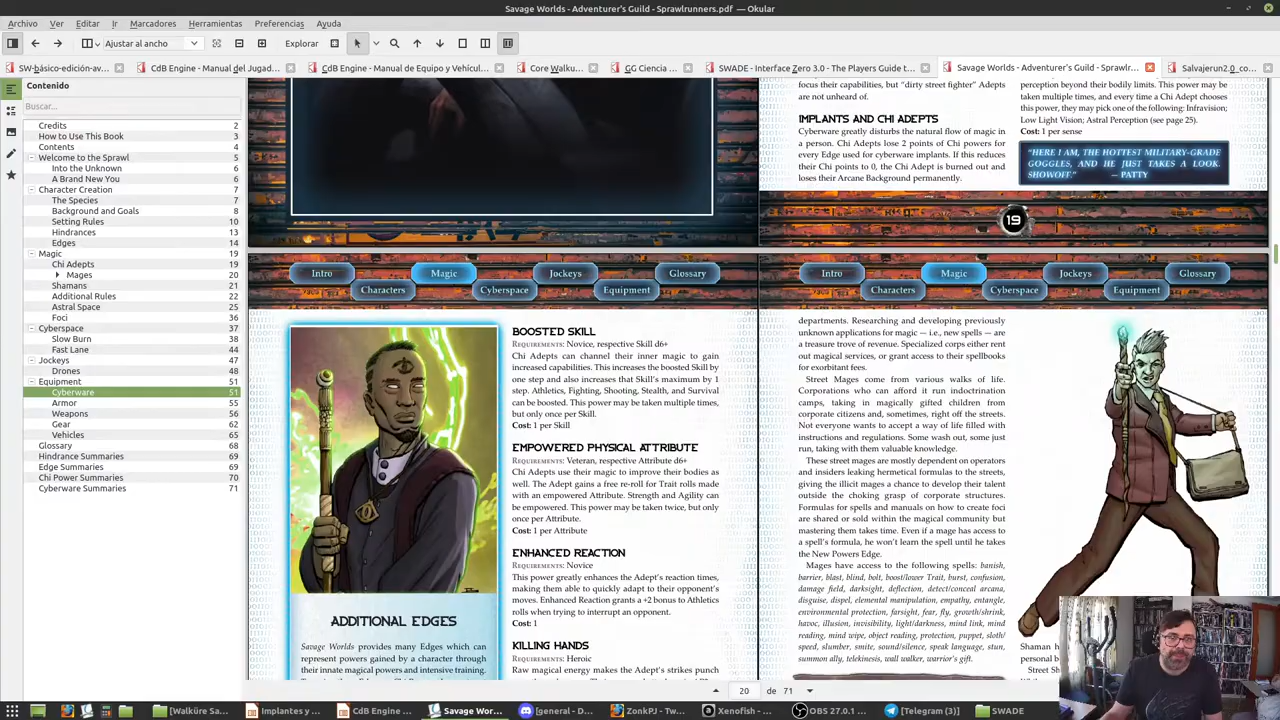 Savage Worlds - Adventurer's Guild - Sprawlrunners.pdf — Okular
Archivo Ver Editar Ir Marcadores Herramientas Preferencias Ayuda
Ajustar al ancho Explorar
SW-básico-edición-av... CdB Engine - Manual del Jugad... CdB Engine - Manual de Equipo y Vehícul... Core Walku... GG Ciencia ... SWADE - Interface Zero 3.0 - The Players Guide t... Savage Worlds - Adventurer's Guild - Sprawlr... Salvajerun2.0_co...
Contenido
Buscar...
Credits 2
How to Use This Book 3
Contents 4
Welcome to the Sprawl 5
Into the Unknown 6
A Brand New You 6
Character Creation 7
The Species 7
Background and Goals 8
Setting Rules 10
Hindrances 13
Edges 14
Magic 19
Chi Adepts 19
Mages 20
Shamans 21
Additional Rules 22
Astral Space 25
Foci 36
Cyberspace 37
Slow Burn 38
Fast Lane 44
Jockeys 47
Drones 48
Equipment 51
Cyberware 51
Armor 55
Weapons 56
Gear 62
Vehicles 65
Glossary 68
Hindrance Summaries 69
Edge Summaries 69
Chi Power Summaries 70
Cyberware Summaries 71
focus their capabilities, but "dirty street fighter" Adepts
are not unheard of.
IMPLANTS AND CHI ADEPTS
Cyberware greatly disturbs the natural flow of magic in
a person. Chi Adepts lose 2 points of Chi powers for
every Edge used for cyberware implants. If this reduces
their Chi points to 0, the Chi Adept is burned out and
loses their Arcane Background permanently.
perception beyond their bodily limits. This power may be
taken multiple times, and every time a Chi Adept chooses
this power, they may pick one of the following: Infravision;
Low Light Vision; Astral Perception (see page 25).
Cost: 1 per sense
"HERE I AM, THE HOTTEST MILITARY-GRADE
GOGGLES, AND HE JUST TAKES A LOOK.
SHOWOFF." — PATTY
19
Intro Magic Jockeys Glossary
Characters Cyberspace Equipment
Intro Magic Jockeys Glossary
Characters Cyberspace Equipment
ADDITIONAL EDGES
Savage Worlds provides many Edges which can
represent powers gained by a character through
their innate magical powers and intensive training.
BOOSTED SKILL
REQUIREMENTS: Novice, respective Skill d6+
Chi Adepts can channel their inner magic to gain
increased capabilities. This increases the boosted Skill by
one step and also increases that Skill's maximum by 1
step. Athletics, Fighting, Shooting, Stealth, and Survival
can be boosted. This power may be taken multiple times,
but only once per Skill.
Cost: 1 per Skill
EMPOWERED PHYSICAL ATTRIBUTE
REQUIREMENTS: Veteran, respective Attribute d6+
Chi Adepts use their magic to improve their bodies as
well. The Adept gains a free re-roll for Trait rolls made
with an empowered Attribute. Strength and Agility can
be empowered. This power may be taken twice, but only
once per Attribute.
Cost: 1 per Attribute
ENHANCED REACTION
REQUIREMENTS: Novice
This power greatly enhances the Adept's reaction times,
making them able to quickly adapt to their opponent's
moves. Enhanced Reaction grants a +2 bonus to Athletics
rolls when trying to interrupt an opponent.
Cost: 1
KILLING HANDS
REQUIREMENTS: Heroic
Raw magical energy makes the Adept's strikes punch
departments. Researching and developing previously
unknown applications for magic — i.e., new spells — are
a treasure trove of revenue. Specialized corps either rent
out magical services, or grant access to their spellbooks
for exorbitant fees.
Street Mages come from various walks of life.
Corporations who can afford it run indoctrination
camps, taking in magically gifted children from
corporate citizens and, sometimes, right off the streets.
Not everyone wants to accept a way of life filled with
instructions and regulations. Some wash out, some just
run, taking with them valuable knowledge.
These street mages are mostly dependent on operators
and insiders leaking hermetical formulas to the streets,
giving the illicit mages a chance to develop their talent
outside the choking grasp of corporate structures.
Formulas for spells and manuals on how to create foci
are shared or sold within the magical community but
mastering them takes time. Even if a mage has access to
a spell's formula, he won't learn the spell until he takes
the New Powers Edge.
Mages have access to the following spells: banish,
barrier, blast, blind, bolt, boost/lower Trait, burst, confusion,
damage field, darksight, deflection, detect/conceal arcana,
disguise, dispel, elemental manipulation, empathy, entangle,
environmental protection, farsight, fear, fly, growth/shrink,
havoc, illusion, invisibility, light/darkness, mind link, mind
reading, mind wipe, object reading, protection, puppet, sloth/
speed, slumber, smite, sound/silence, speak language, stun,
summon ally, telekinesis, wall walker, warrior's gift.
Shaman h
personal b
Street Sh
20 de 71
[Walküre Sa... Implantes y ... CdB Engine ... Savage Wor... [general - D... ZonkPJ - Tw... Xenofish — ... OBS 27.0.1 ... Telegram (3)] SWADE